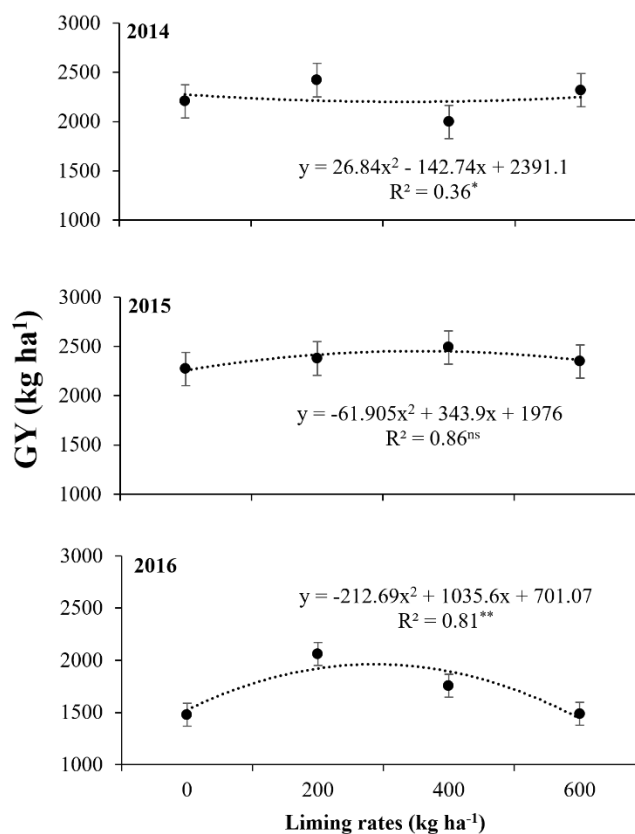 2014
3000
2500
2000
1500
1000
y = 26.84x² - 142.74x + 2391.1
R² = 0.36*
2015
3000
2500
2000
1500
1000
y = -61.905x² + 343.9x + 1976
R² = 0.86ⁿˢ
GY (kg ha¹)
2016
3000
2500
2000
1500
1000
y = -212.69x² + 1035.6x + 701.07
R² = 0.81**
0 200 400 600
Liming rates (kg ha⁻¹)